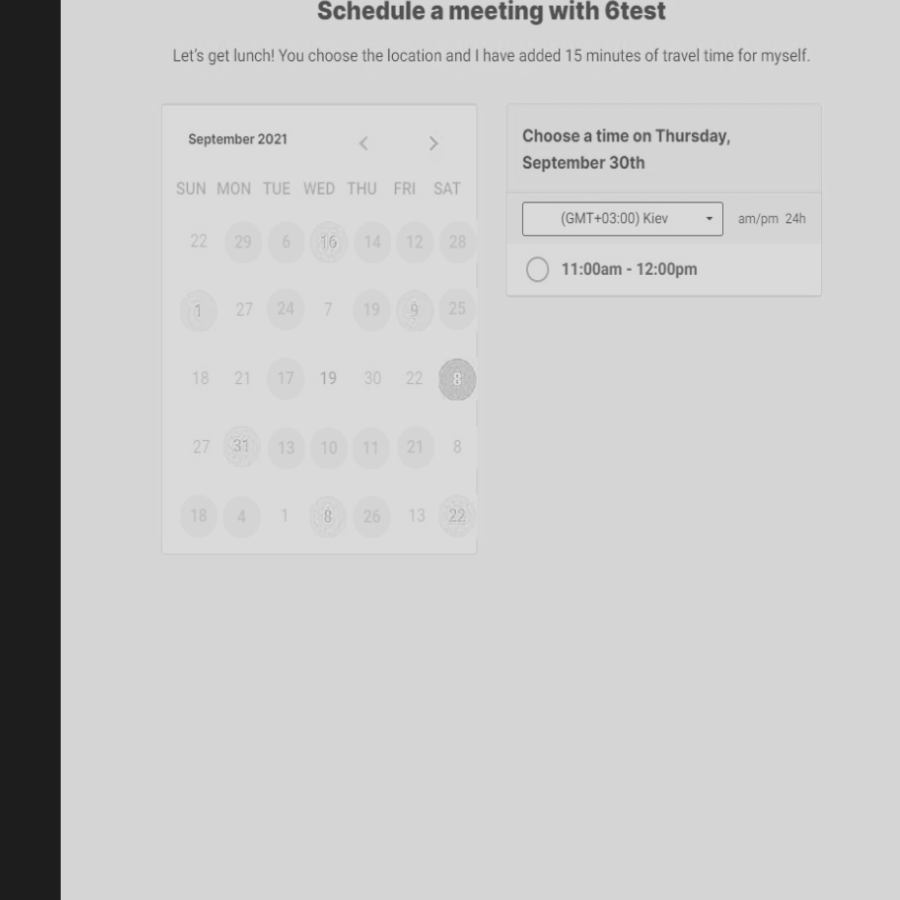 Schedule a meeting with 6test
Let's get lunch! You choose the location and I have added 15 minutes of travel time for myself.
September 2021
SUN MON TUE WED THU FRI SAT
22 29 6 16 14 12 28
1 27 24 7 19 9 25
18 21 17 19 30 22 8
27 31 13 10 11 21 8
18 4 1 8 26 13 22
Choose a time on Thursday,
September 30th
(GMT+03:00) Kiev am/pm 24h
11:00am - 12:00pm